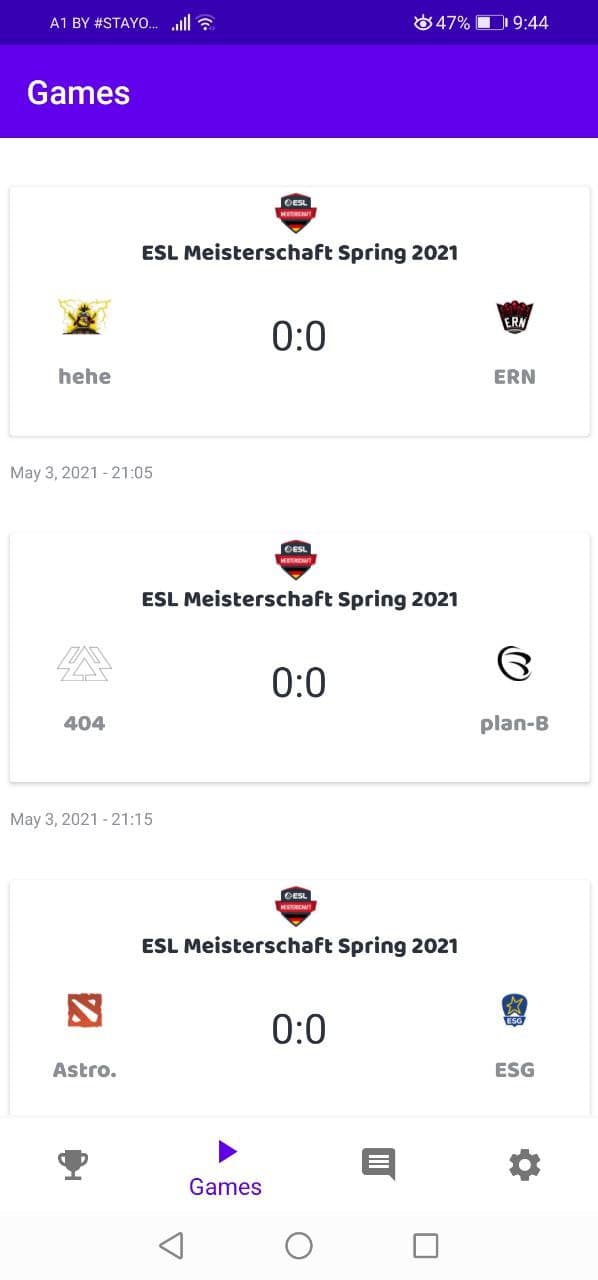 A1 BY #STAYO... 47% 9:44
Games
ESL
MEISTERSCHAFT
ESL Meisterschaft Spring 2021
0:0
ERN
hehe ERN
May 3, 2021 - 21:05
ESL
MEISTERSCHAFT
ESL Meisterschaft Spring 2021
0:0
404 plan-B
May 3, 2021 - 21:15
ESL
MEISTERSCHAFT
ESL Meisterschaft Spring 2021
0:0
ESG
Astro. ESG
Games